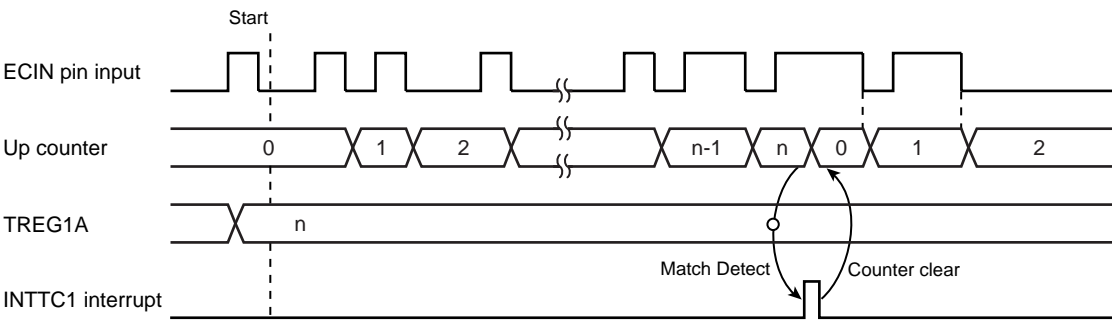 Start
ECIN pin input
Up counter 0 1 2 n-1 n 0 1 2
TREG1A n
Match Detect Counter clear
INTTC1 interrupt